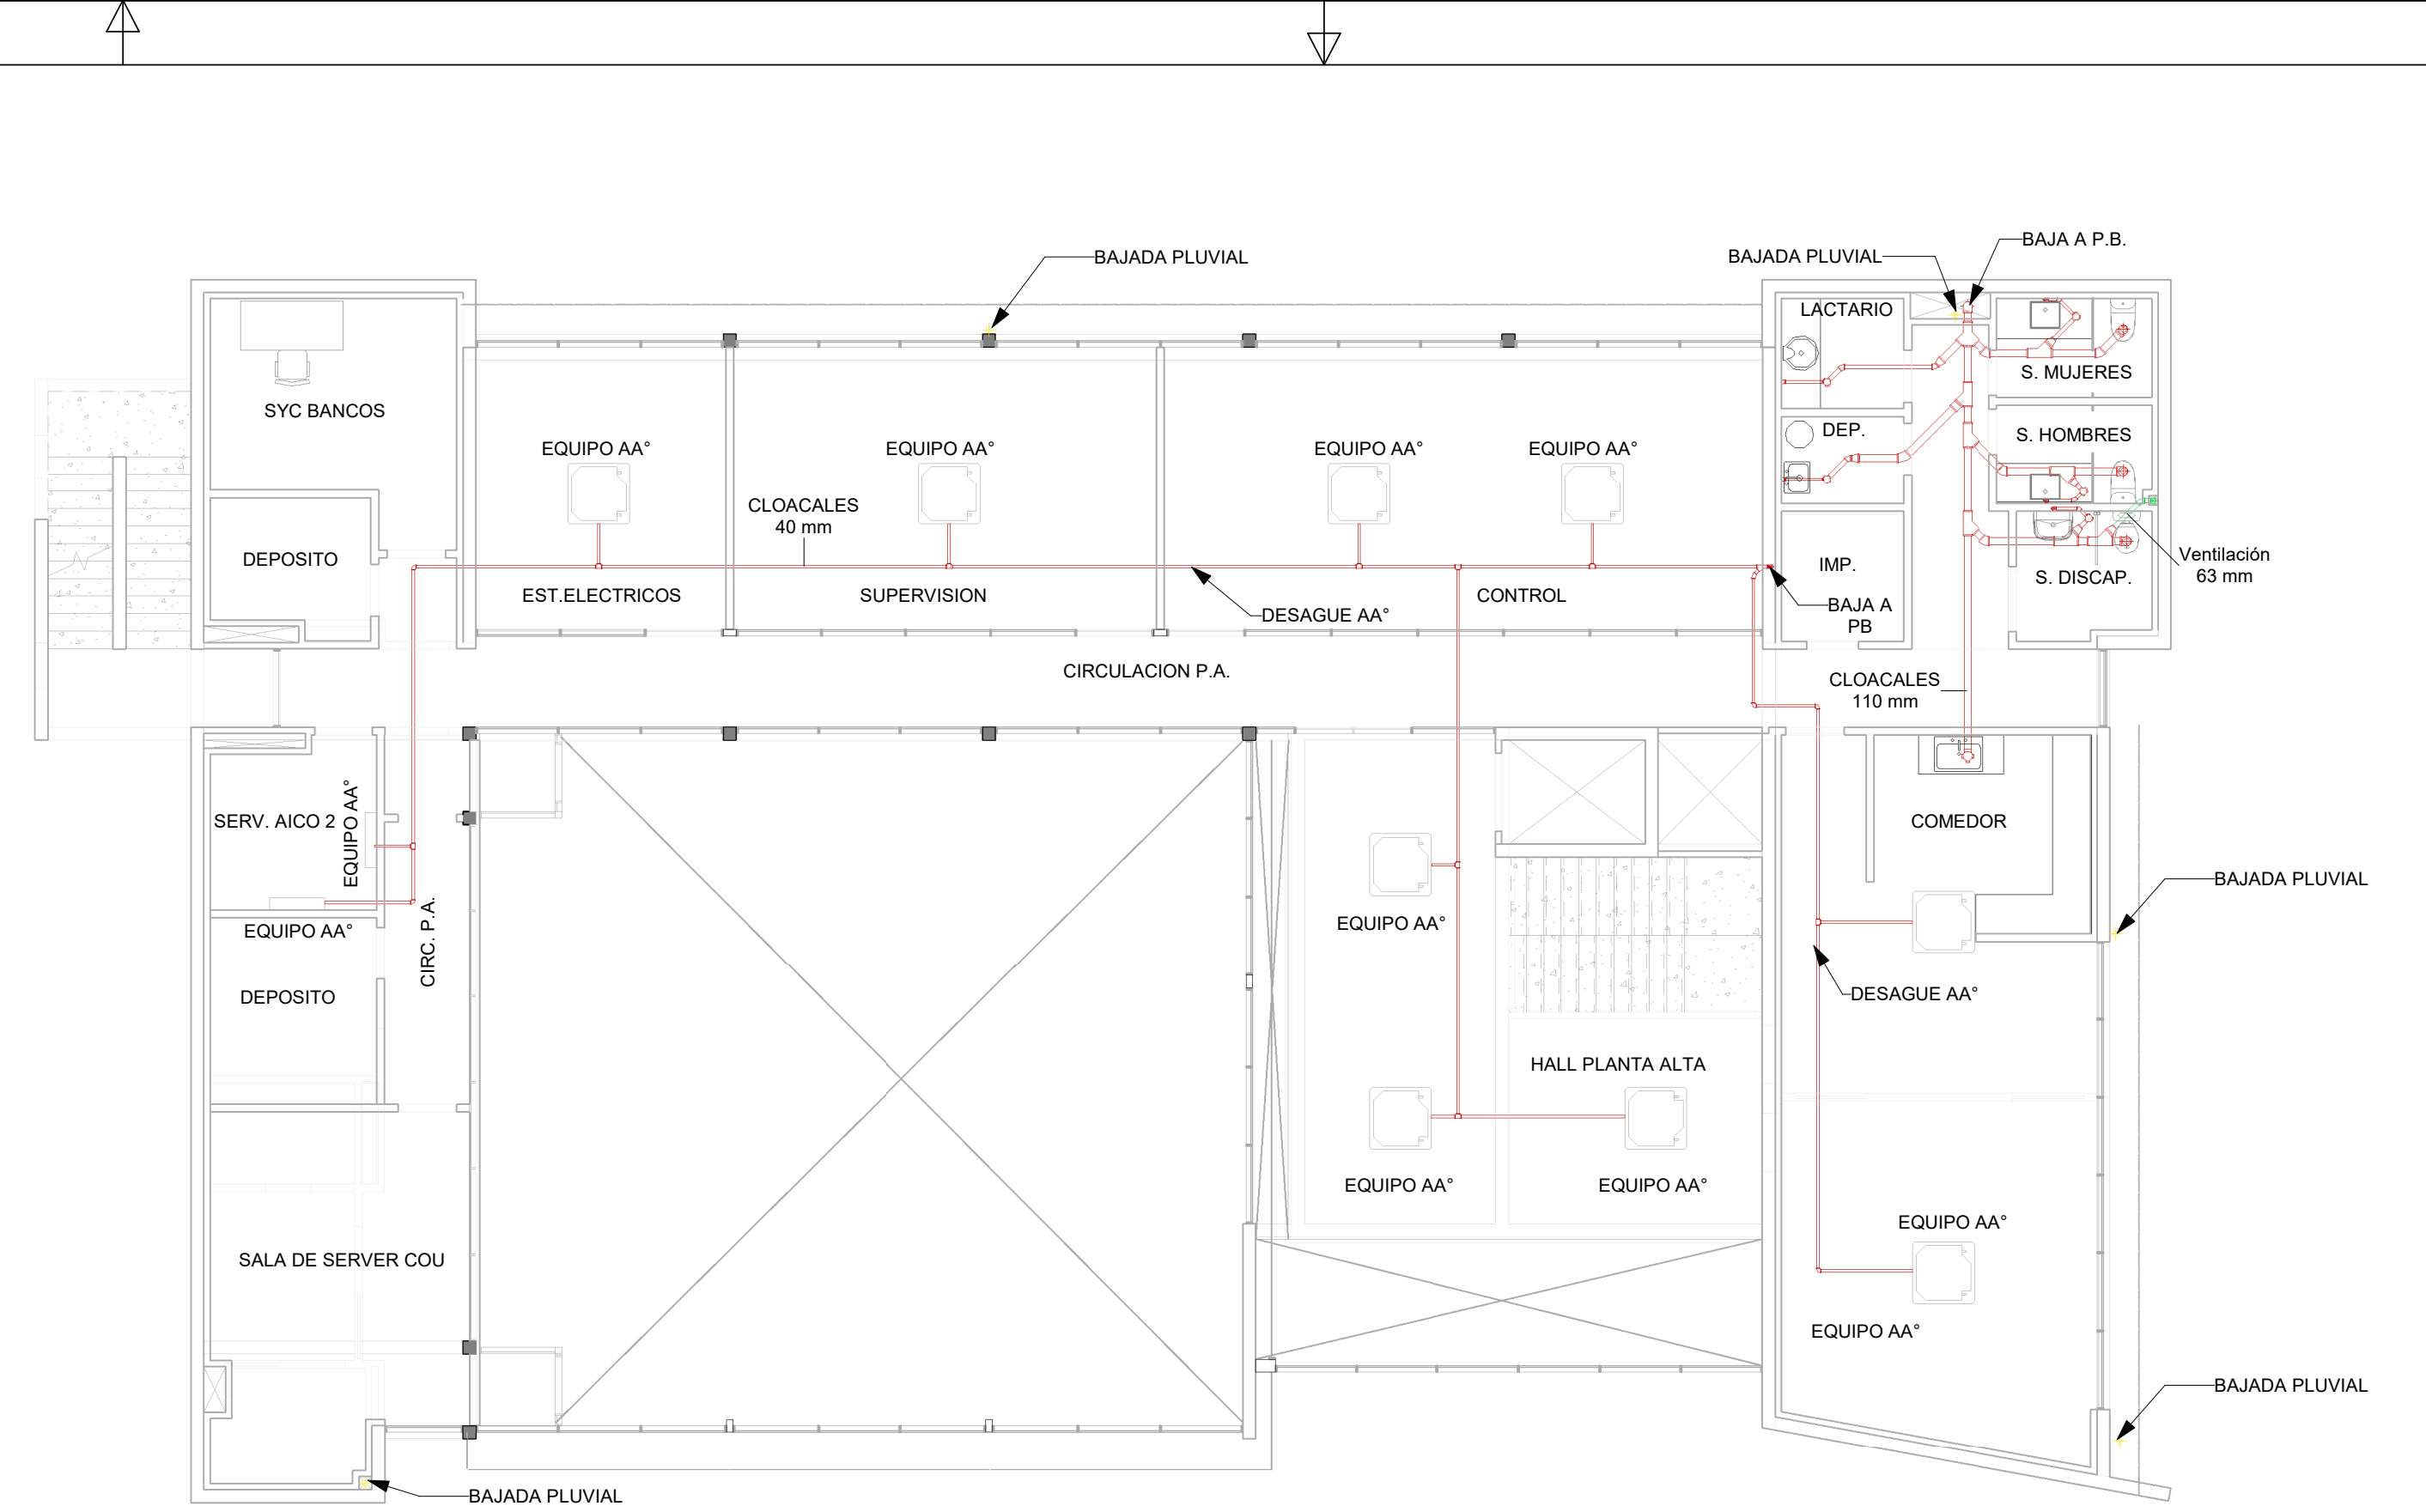 BAJADA PLUVIAL
BAJADA PLUVIAL
BAJA A P.B.
LACTARIO
S. MUJERES
SYC BANCOS
DEP.
S. HOMBRES
EQUIPO AA°
EQUIPO AA°
EQUIPO AA°
EQUIPO AA°
CLOACALES
40 mm
DEPOSITO
IMP.
S. DISCAP.
Ventilación
63 mm
EST.ELECTRICOS
SUPERVISION
CONTROL
DESAGUE AA°
BAJA A
PB
CIRCULACION P.A.
CLOACALES
110 mm
SERV. AICO 2
EQUIPO AA°
COMEDOR
BAJADA PLUVIAL
EQUIPO AA°
EQUIPO AA°
CIRC. P.A.
DEPOSITO
DESAGUE AA°
HALL PLANTA ALTA
EQUIPO AA°
EQUIPO AA°
EQUIPO AA°
SALA DE SERVER COU
EQUIPO AA°
BAJADA PLUVIAL
BAJADA PLUVIAL